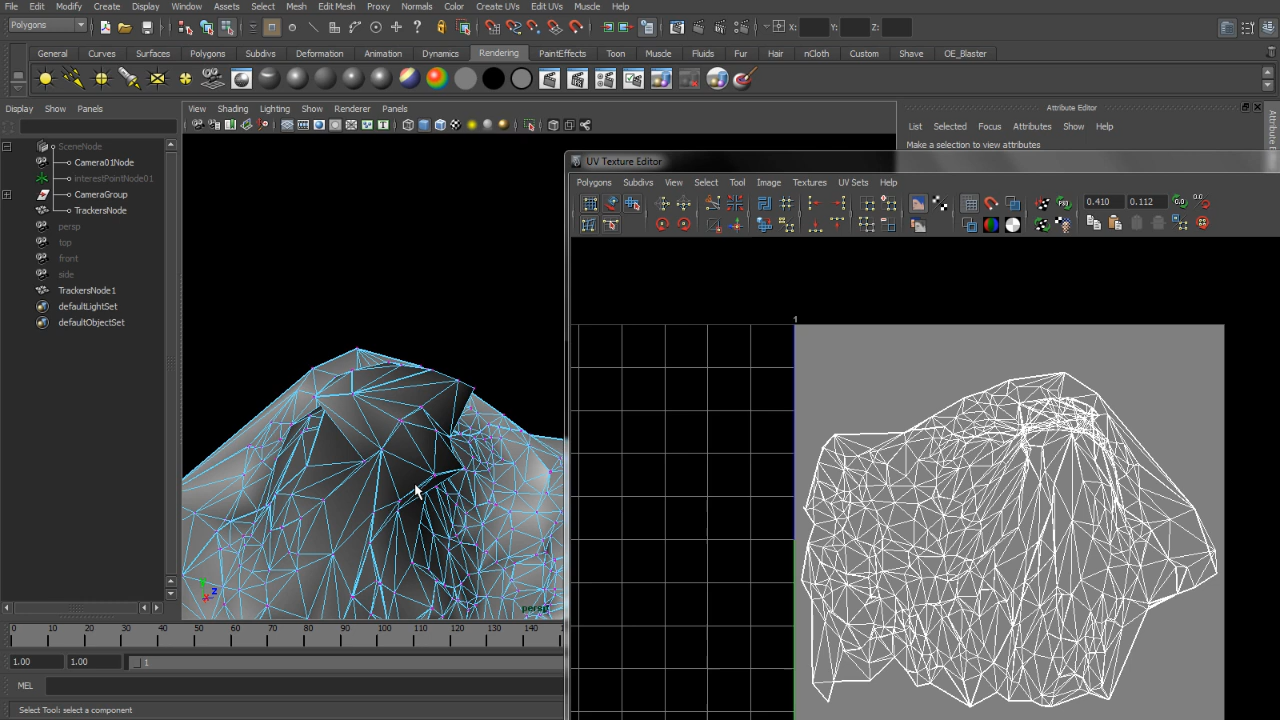 File Edit Modify Create Display Window Assets Select Mesh Edit Mesh Proxy Normals Color Create UVs Edit UVs Muscle Help
Polygons X: Y: Z:
General Curves Surfaces Polygons Subdivs Deformation Animation Dynamics Rendering PaintEffects Toon Muscle Fluids Fur Hair nCloth Custom Shave OE_Blaster
Display Show Panels
View Shading Lighting Show Renderer Panels
Attribute Editor
List Selected Focus Attributes Show Help
Make a selection to view attributes
Attribute Editor
SceneNode
Camera01Node
interestPointNode01
CameraGroup
TrackersNode
persp
top
front
side
TrackersNode1
defaultLightSet
defaultObjectSet
UV Texture Editor
Polygons Subdivs View Select Tool Image Textures UV Sets Help
0.410 0.112
1
z
persp
0 10 20 30 40 50 60 70 80 90 100 110 120 130 140
1.00 1.00 1
MEL
Select Tool: select a component